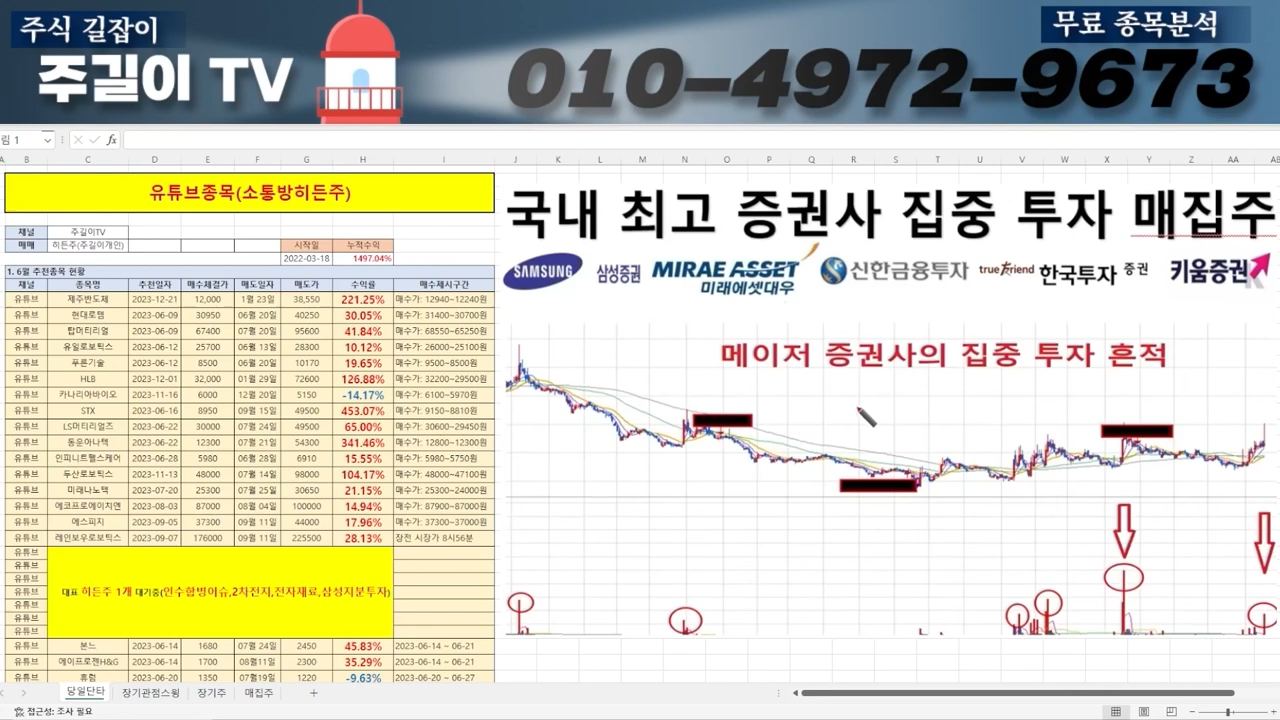 주식 길잡이
주길이 TV
무료 종목분석
010-4972-9673
림 1
fx
A B C D E F G H I J K L M N O P Q R S T U V W X Y Z AA AB
유튜브종목(소통방히든주)
채널 주길이TV
매매 히든주(주길이개인) 시작일 누적수익
2022-03-18 1497.04%
1. 6월 추천종목 현황
채널 종목명 추천일자 매수체결가 매도일자 매도가 수익률 매수제시구간
유튜브 제주반도체 2023-12-21 12,000 1월 23일 38,550 221.25% 매수가: 12940~12240원
유튜브 현대로템 2023-06-09 30950 06월 20일 40250 30.05% 매수가: 31400~30700원
유튜브 탑머티리얼 2023-06-09 67400 07월 20일 95600 41.84% 매수가: 68550~65250원
유튜브 유일로보틱스 2023-06-12 25700 06월 13일 28300 10.12% 매수가: 26000~25100원
유튜브 푸른기술 2023-06-12 8500 06월 20일 10170 19.65% 매수가: 9500~8500원
유튜브 HLB 2023-12-01 32,000 01월 29일 72600 126.88% 매수가: 32200~29500원
유튜브 카나리아바이오 2023-11-16 6000 12월 20일 5150 -14.17% 매수가: 6100~5970원
유튜브 STX 2023-06-16 8950 09월 15일 49500 453.07% 매수가: 9150~8810원
유튜브 LS머티리얼즈 2023-06-22 30000 07월 24일 49500 65.00% 매수가: 30600~29450원
유튜브 동운아나텍 2023-06-22 12300 07월 21일 54300 341.46% 매수가: 12800~12300원
유튜브 인피니트헬스케어 2023-06-28 5980 06월 28일 6910 15.55% 매수가: 5980~5750원
유튜브 두산로보틱스 2023-11-13 48000 07월 14일 98000 104.17% 매수가: 48000~47100원
유튜브 미래나노텍 2023-07-20 25300 07월 25일 30650 21.15% 매수가: 25300~24000원
유튜브 에코프로에이치엔 2023-08-03 87000 08월 04일 100000 14.94% 매수가: 87900~87000원
유튜브 에스피지 2023-09-05 37300 09월 11일 44000 17.96% 매수가: 37300~37000원
유튜브 레인보우로보틱스 2023-09-07 176000 09월 11일 225500 28.13% 장전 시장가 8시56분
유튜브
유튜브
유튜브
유튜브 대표 히든주 1개 대기중(인수합병이슈,2차전지,전자재료,삼성지분투자)
유튜브
유튜브
유튜브
유튜브 본느 2023-06-14 1680 07월 24일 2450 45.83% 2023-06-14 ~ 06-21
유튜브 에이프로젠H&G 2023-06-14 1700 08월11일 2300 35.29% 2023-06-14 ~ 06-21
유튜브 휴럼 2023-06-20 1350 07월19일 1220 -9.63% 2023-06-20 ~ 06-27
국내 최고 증권사 집중 투자 매집주
SAMSUNG 삼성증권 MIRAE ASSET 미래에셋대우 신한금융투자 true friend 한국투자 증권 키움증권
메이저 증권사의 집중 투자 흔적
당일단타 장기관점스윙 장기주 매집주 +
접근성: 조사 필요